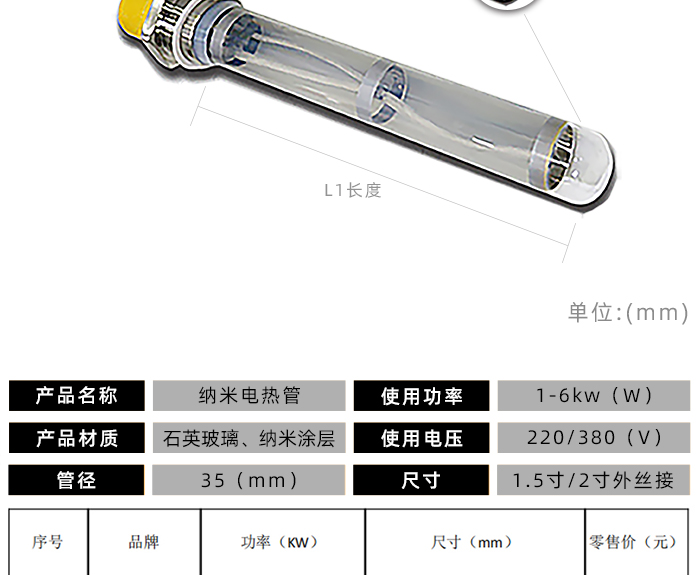 L1长度
单位:(mm)
产品名称 纳米电热管 使用功率 1-6kw（W）
产品材质 石英玻璃、纳米涂层 使用电压 220/380（V）
管径 35（mm） 尺寸 1.5寸/2寸外丝接
序号 品牌 功率（KW） 尺寸（mm） 零售价（元）